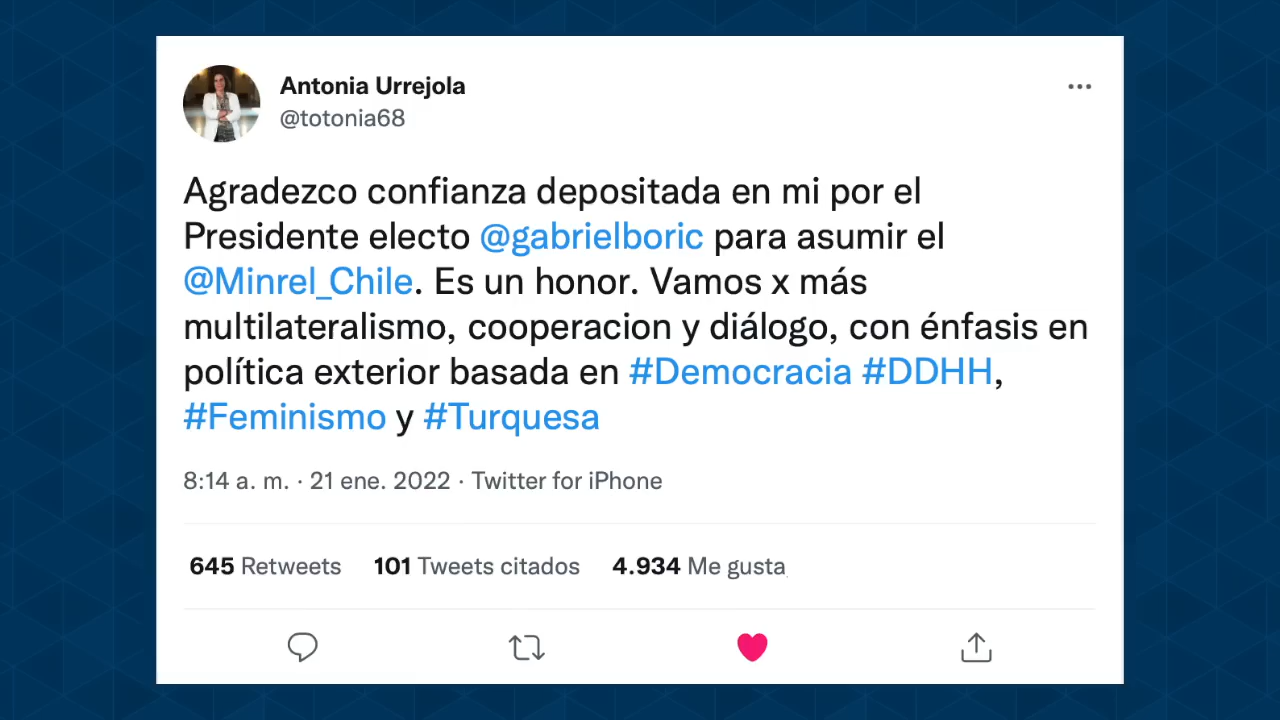 Antonia Urrejola
@totonia68
Agradezco confianza depositada en mi por el
Presidente electo @gabrielboric para asumir el
@Minrel_Chile. Es un honor. Vamos x más
multilateralismo, cooperacion y diálogo, con énfasis en
política exterior basada en #Democracia #DDHH,
#Feminismo y #Turquesa
8:14 a. m. · 21 ene. 2022 · Twitter for iPhone
645 Retweets 101 Tweets citados 4.934 Me gusta